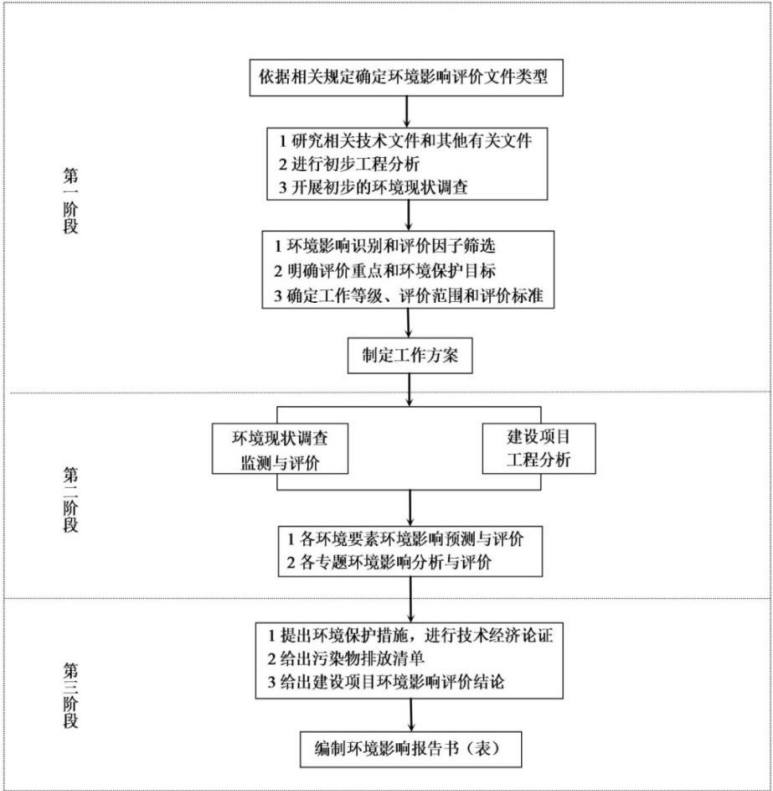 依据相关规定确定环境影响评价文件类型
第一阶段
1 研究相关技术文件和其他有关文件
2 进行初步工程分析
3 开展初步的环境现状调查
1 环境影响识别和评价因子筛选
2 明确评价重点和环境保护目标
3 确定工作等级、评价范围和评价标准
制定工作方案
第二阶段
环境现状调查
监测与评价
建设项目
工程分析
1 各环境要素环境影响预测与评价
2 各专题环境影响分析与评价
第三阶段
1 提出环境保护措施，进行技术经济论证
2 给出污染物排放清单
3 给出建设项目环境影响评价结论
编制环境影响报告书（表）